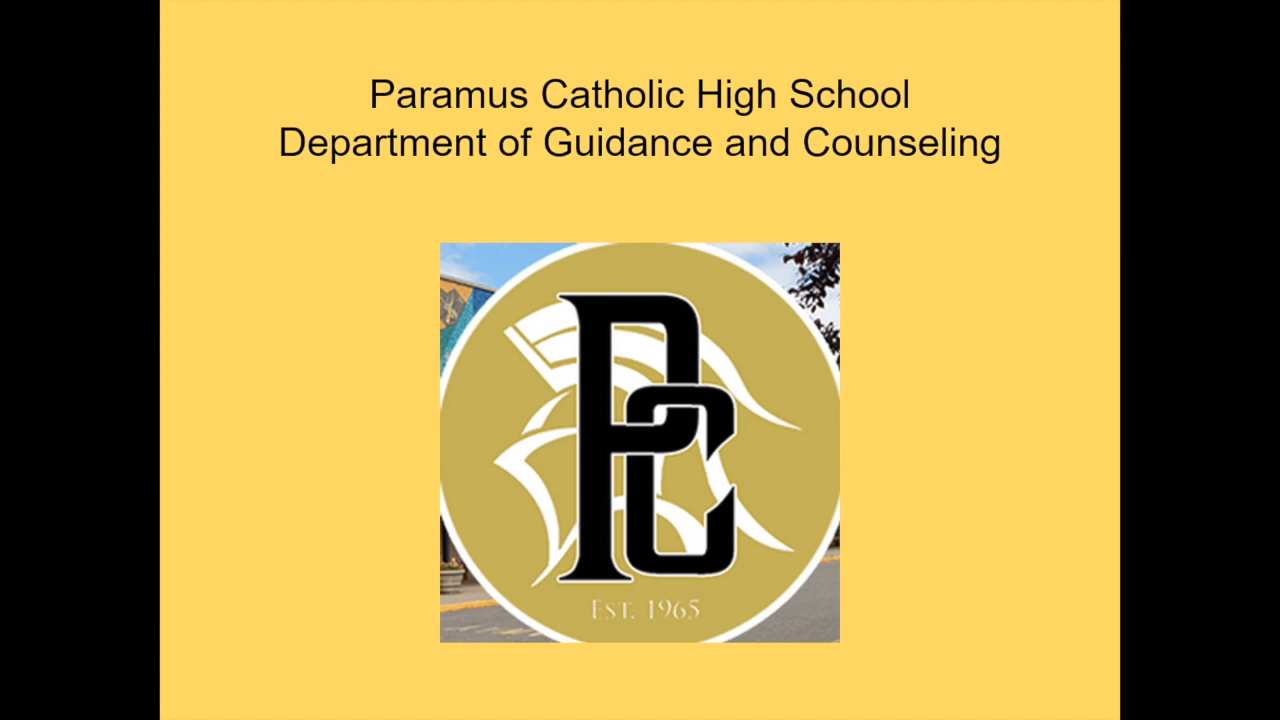 Paramus Catholic High School
Department of Guidance and Counseling
PC
EST. 1965